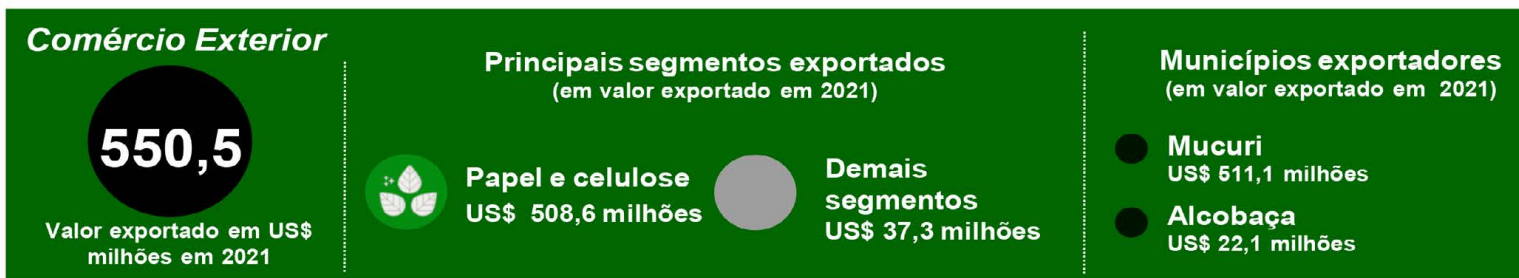 Comércio Exterior
550,5
Valor exportado em US$
milhões em 2021
Principais segmentos exportados
(em valor exportado em 2021)
Papel e celulose
US$ 508,6 milhões
Demais
segmentos
US$ 37,3 milhões
Municípios exportadores
(em valor exportado em 2021)
Mucuri
US$ 511,1 milhões
Alcobaça
US$ 22,1 milhões